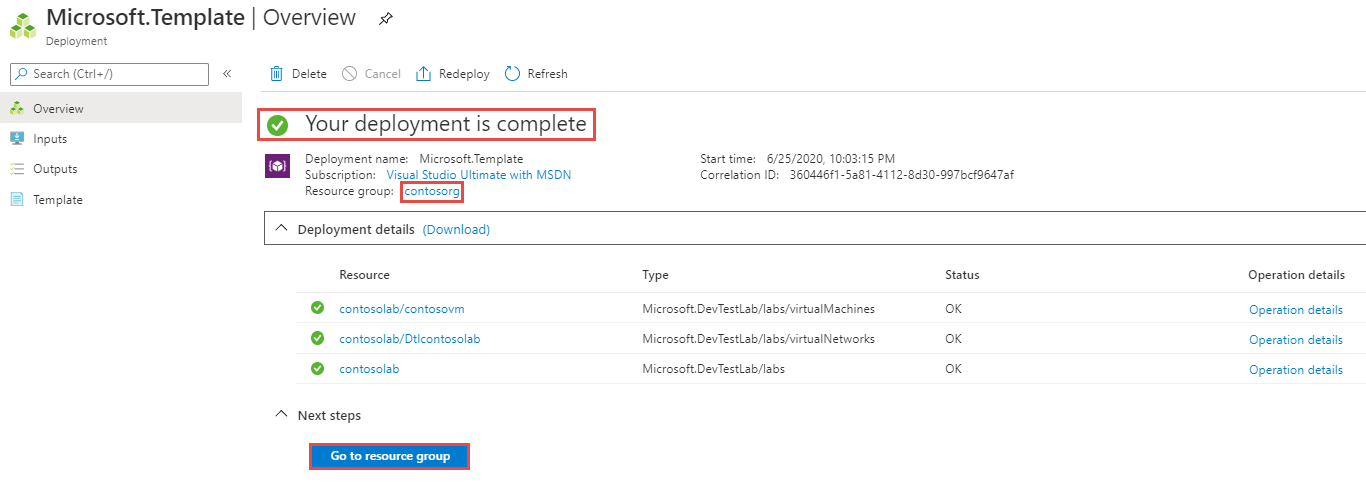 Microsoft.Template | Overview
Deployment
Search (Ctrl+/)
«
Delete
Cancel
Redeploy
Refresh
Overview
Inputs
Outputs
Template
Your deployment is complete
Deployment name: Microsoft.Template
Subscription: Visual Studio Ultimate with MSDN
Resource group: contosorg
Start time: 6/25/2020, 10:03:15 PM
Correlation ID: 360446f1-5a81-4112-8d30-997bcf9647af
Deployment details (Download)
Resource Type Status Operation details
contosolab/contosovm Microsoft.DevTestLab/labs/virtualMachines OK Operation details
contosolab/Dtlcontosolab Microsoft.DevTestLab/labs/virtualNetworks OK Operation details
contosolab Microsoft.DevTestLab/labs OK Operation details
Next steps
Go to resource group